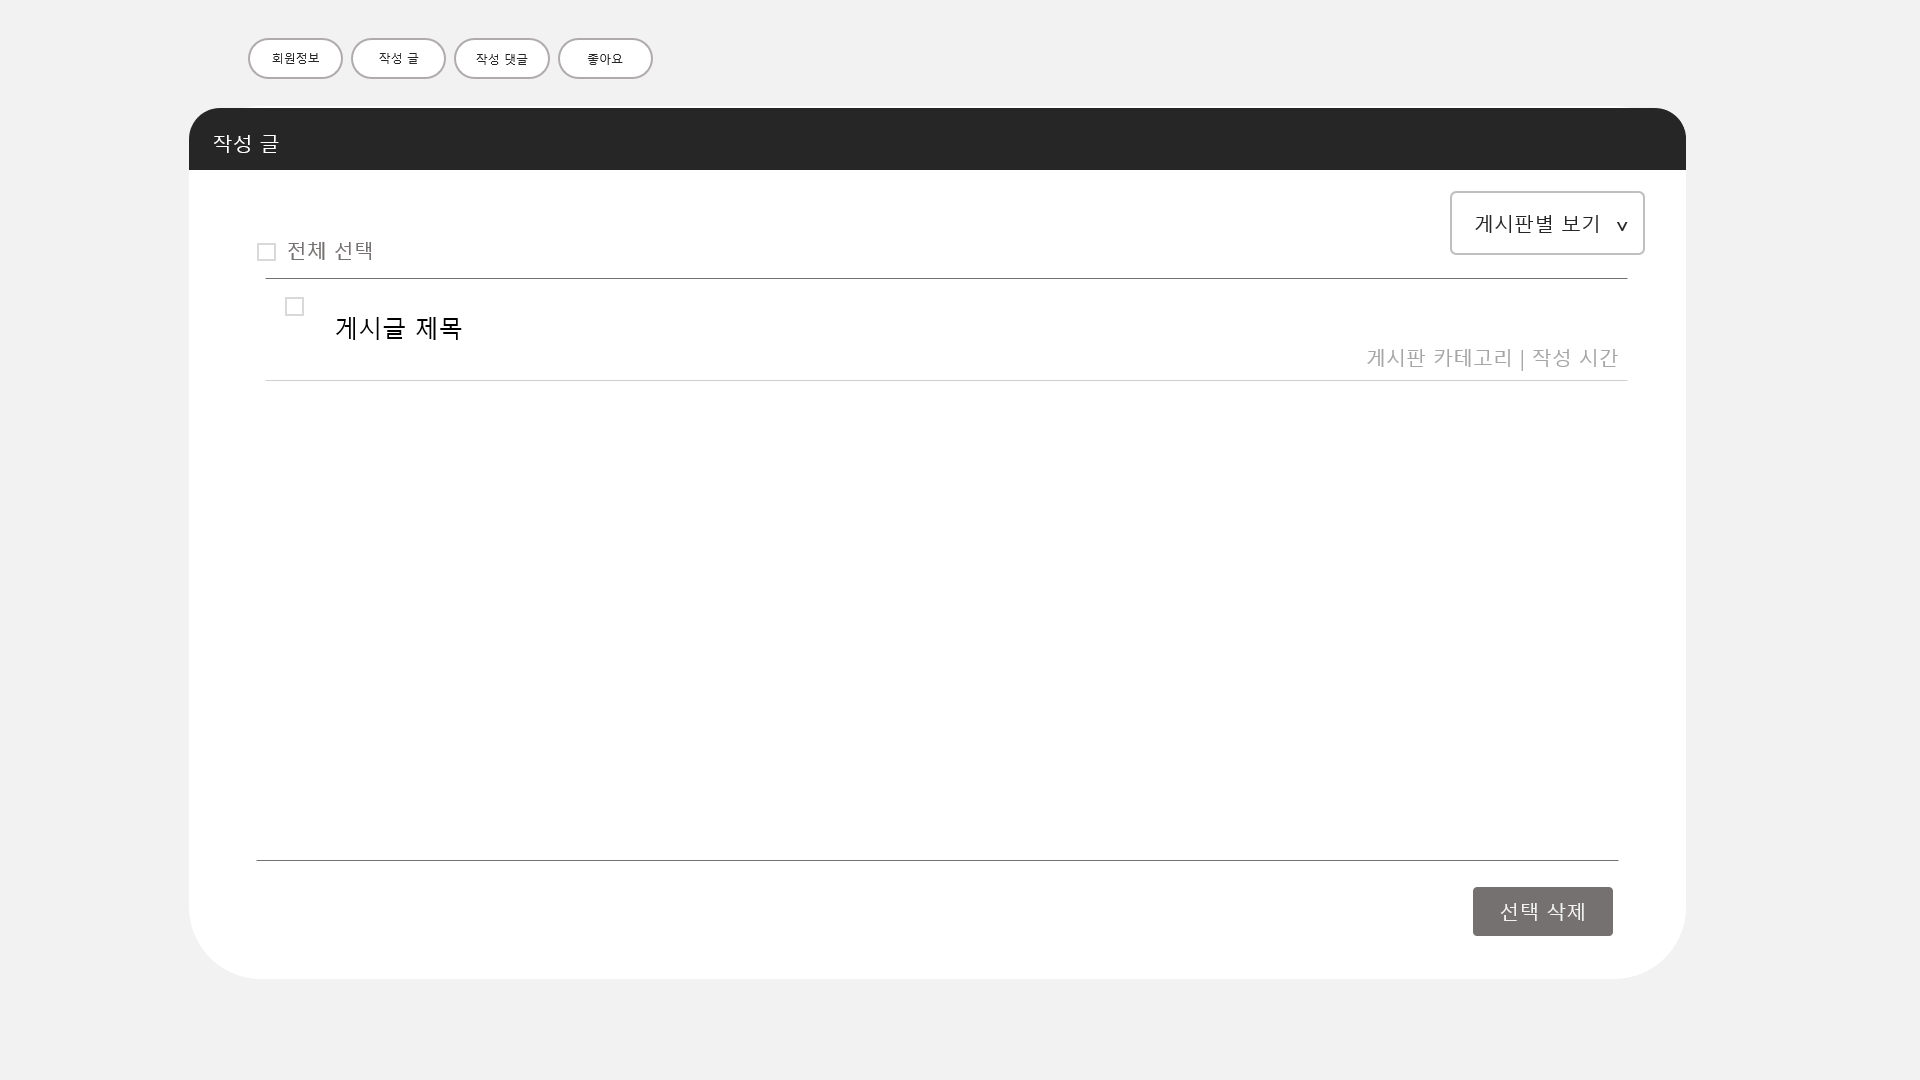 회원정보
작성 글
작성 댓글
좋아요
작성 글
게시판별 보기 v
전체 선택
게시글 제목
게시판 카테고리 | 작성 시간
선택 삭제